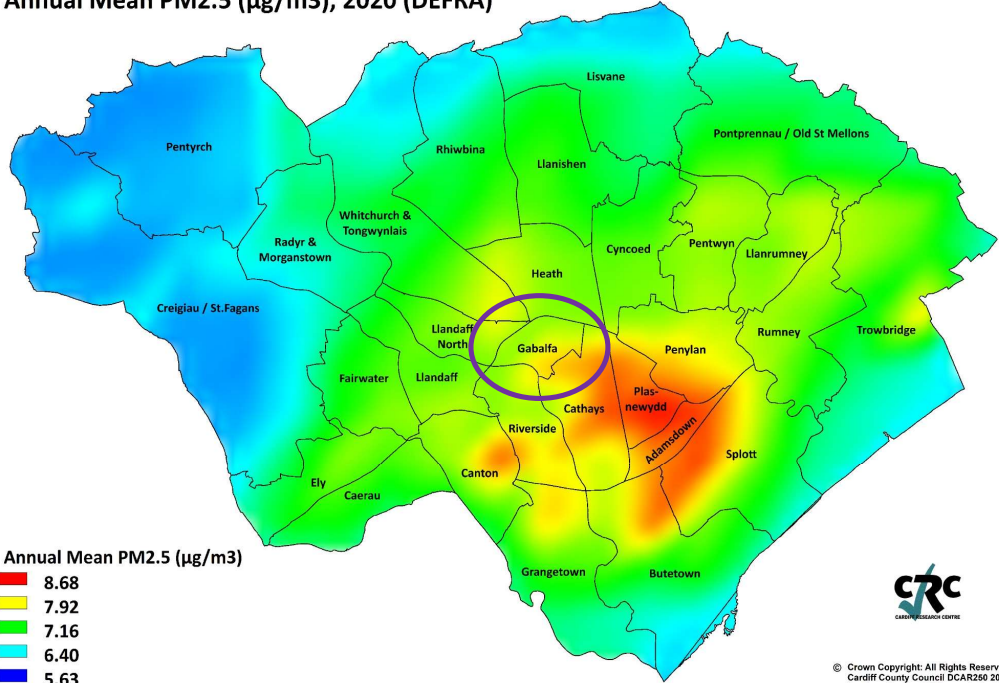 Annual Mean PM2.5 (µg/m3), 2020 (DEFRA)
Lisvane
Pontprennau / Old St Mellons
Pentyrch
Rhiwbina
Llanishen
Whitchurch &
Tongwynlais
Radyr &
Morganstown
Cyncoed
Pentwyn
Llanrumney
Heath
Creigiau / St.Fagans
Llandaff
North
Gabalfa
Penylan
Rumney
Trowbridge
Fairwater
Llandaff
Plas-
newydd
Cathays
Riverside
Adamsdown
Splott
Canton
Ely
Caerau
Grangetown
Butetown
Annual Mean PM2.5 (µg/m3)
8.68
7.92
7.16
6.40
5.63
CRC
CARDIFF RESEARCH CENTRE
© Crown Copyright: All Rights Reserv
Cardiff County Council DCAR250 20